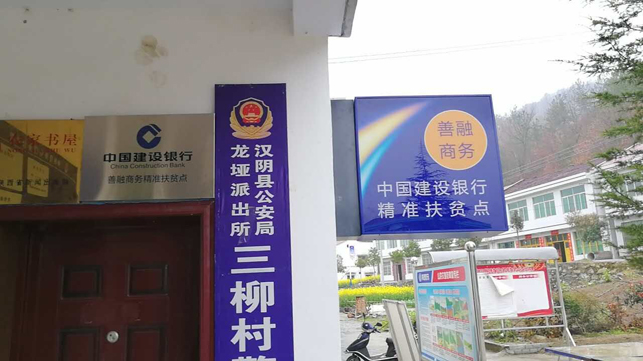 农家书屋
中国建设银行
China Construction Bank
善融商务精准扶贫点
汉阴县公安局
龙垭派出所
三柳村警
善融
商务
中国建设银行
精准扶贫点